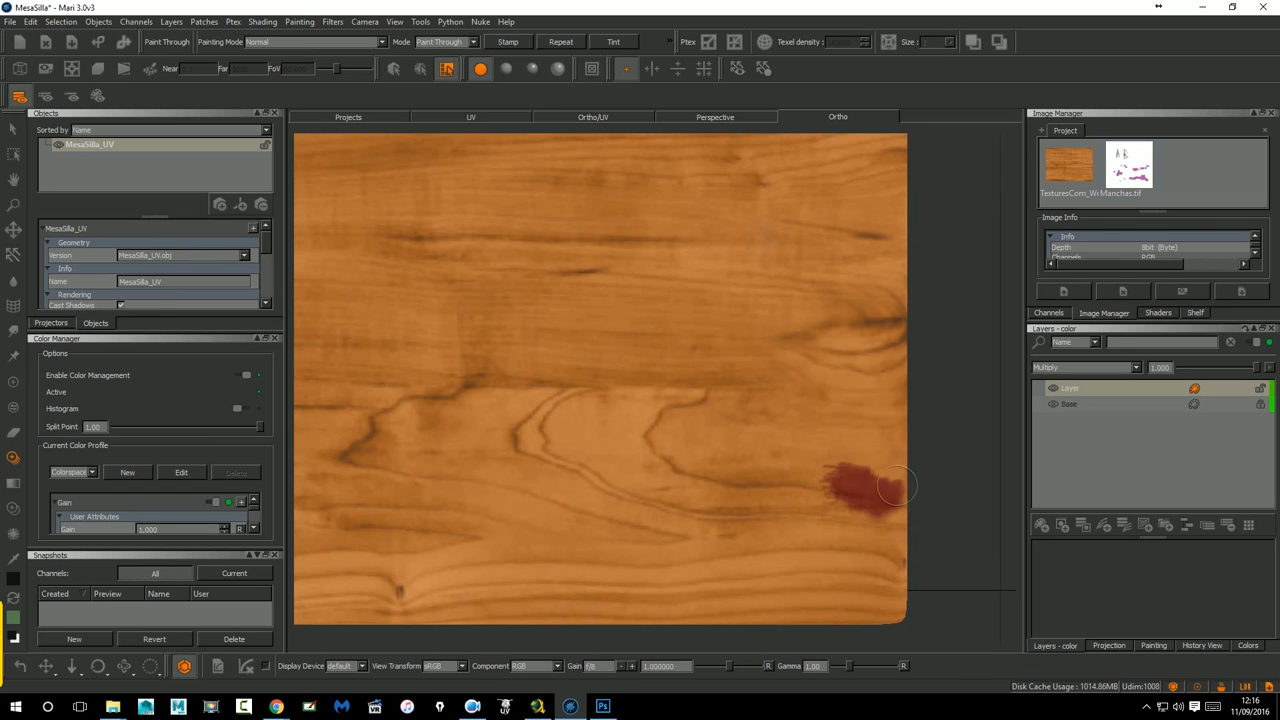 MesaSilla* - Mari 3.0v3
File Edit Selection Objects Channels Layers Patches Ptex Shading Painting Filters Camera View Tools Python Nuke Help
Paint Through Painting Mode Normal Mode Paint Through Stamp Repeat Tint Ptex Texel density: Size:
Near Far FoV
Objects
Sorted by Name
MesaSilla_UV
MesaSilla_UV
Geometry
Version MesaSilla_UV.obj
Info
Name MesaSilla_UV
Rendering
Cast Shadows
Projectors Objects
Color Manager
Options
Enable Color Management
Active
Histogram
Split Point 1.00
Current Color Profile
Colorspace New Edit Delete
Gain
User Attributes
Gain 1.000 R
Snapshots
Channels: All Current
Created Preview Name User
New Revert Delete
Projects UV Ortho/UV Perspective Ortho
Image Manager
Project
A B
TexturesCom_We Manchas.tif
Image Info
Info
Depth 8bit (Byte)
Channels RGB
Channels Image Manager Shaders Shelf
Layers - color
Name
Multiply 1.000
Layer
Base
Layers - color Projection Painting History View Colors
Display Device default View Transform sRGB Component RGB Gain f/8 - + 1.000000 R Gamma 1.00 R
Disk Cache Usage : 1014.86MB Udim:1008
12:16
11/09/2016